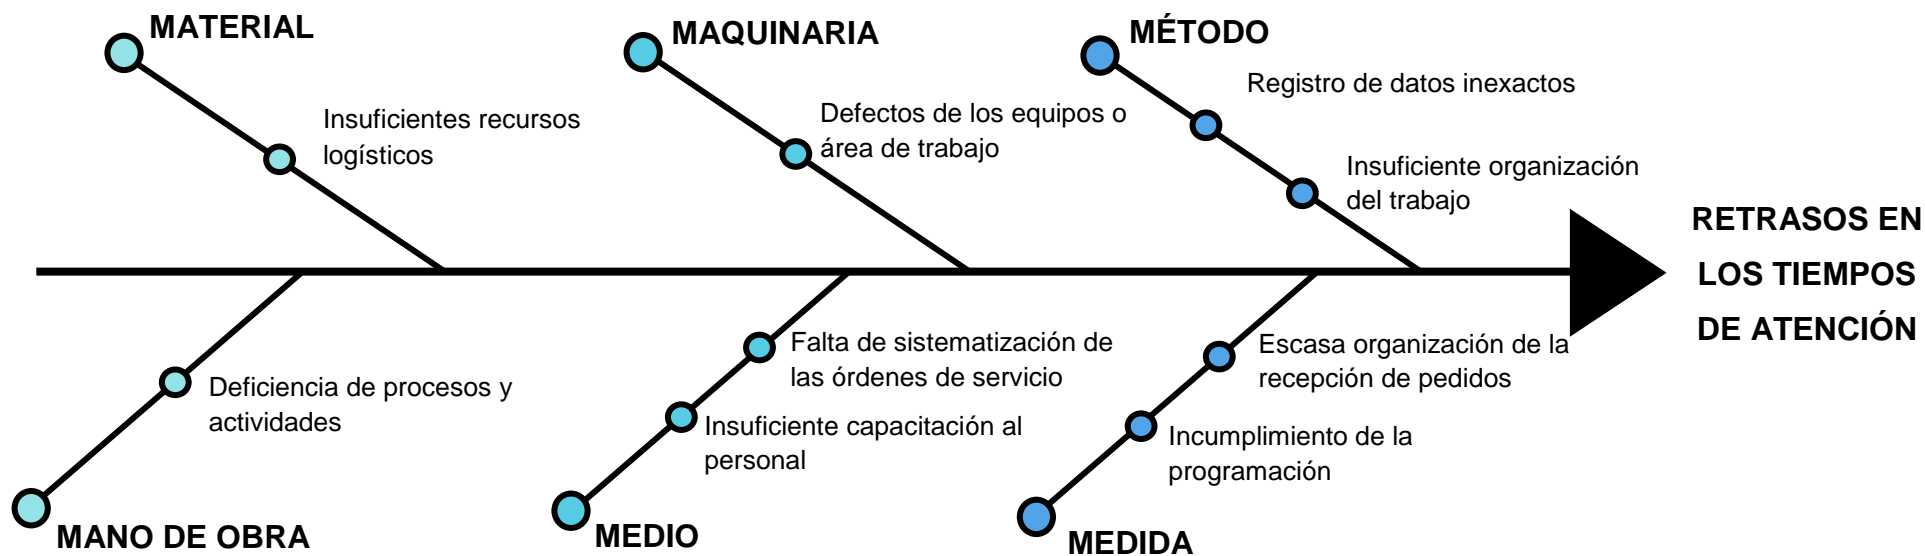 MATERIAL
Insuficientes recursos
logísticos
MAQUINARIA
Defectos de los equipos o
área de trabajo
MÉTODO
Registro de datos inexactos
Insuficiente organización
del trabajo
RETRASOS EN
LOS TIEMPOS
DE ATENCIÓN
Deficiencia de procesos y
actividades
MANO DE OBRA
Falta de sistematización de
las órdenes de servicio
Insuficiente capacitación al
personal
MEDIO
Escasa organización de la
recepción de pedidos
Incumplimiento de la
programación
MEDIDA